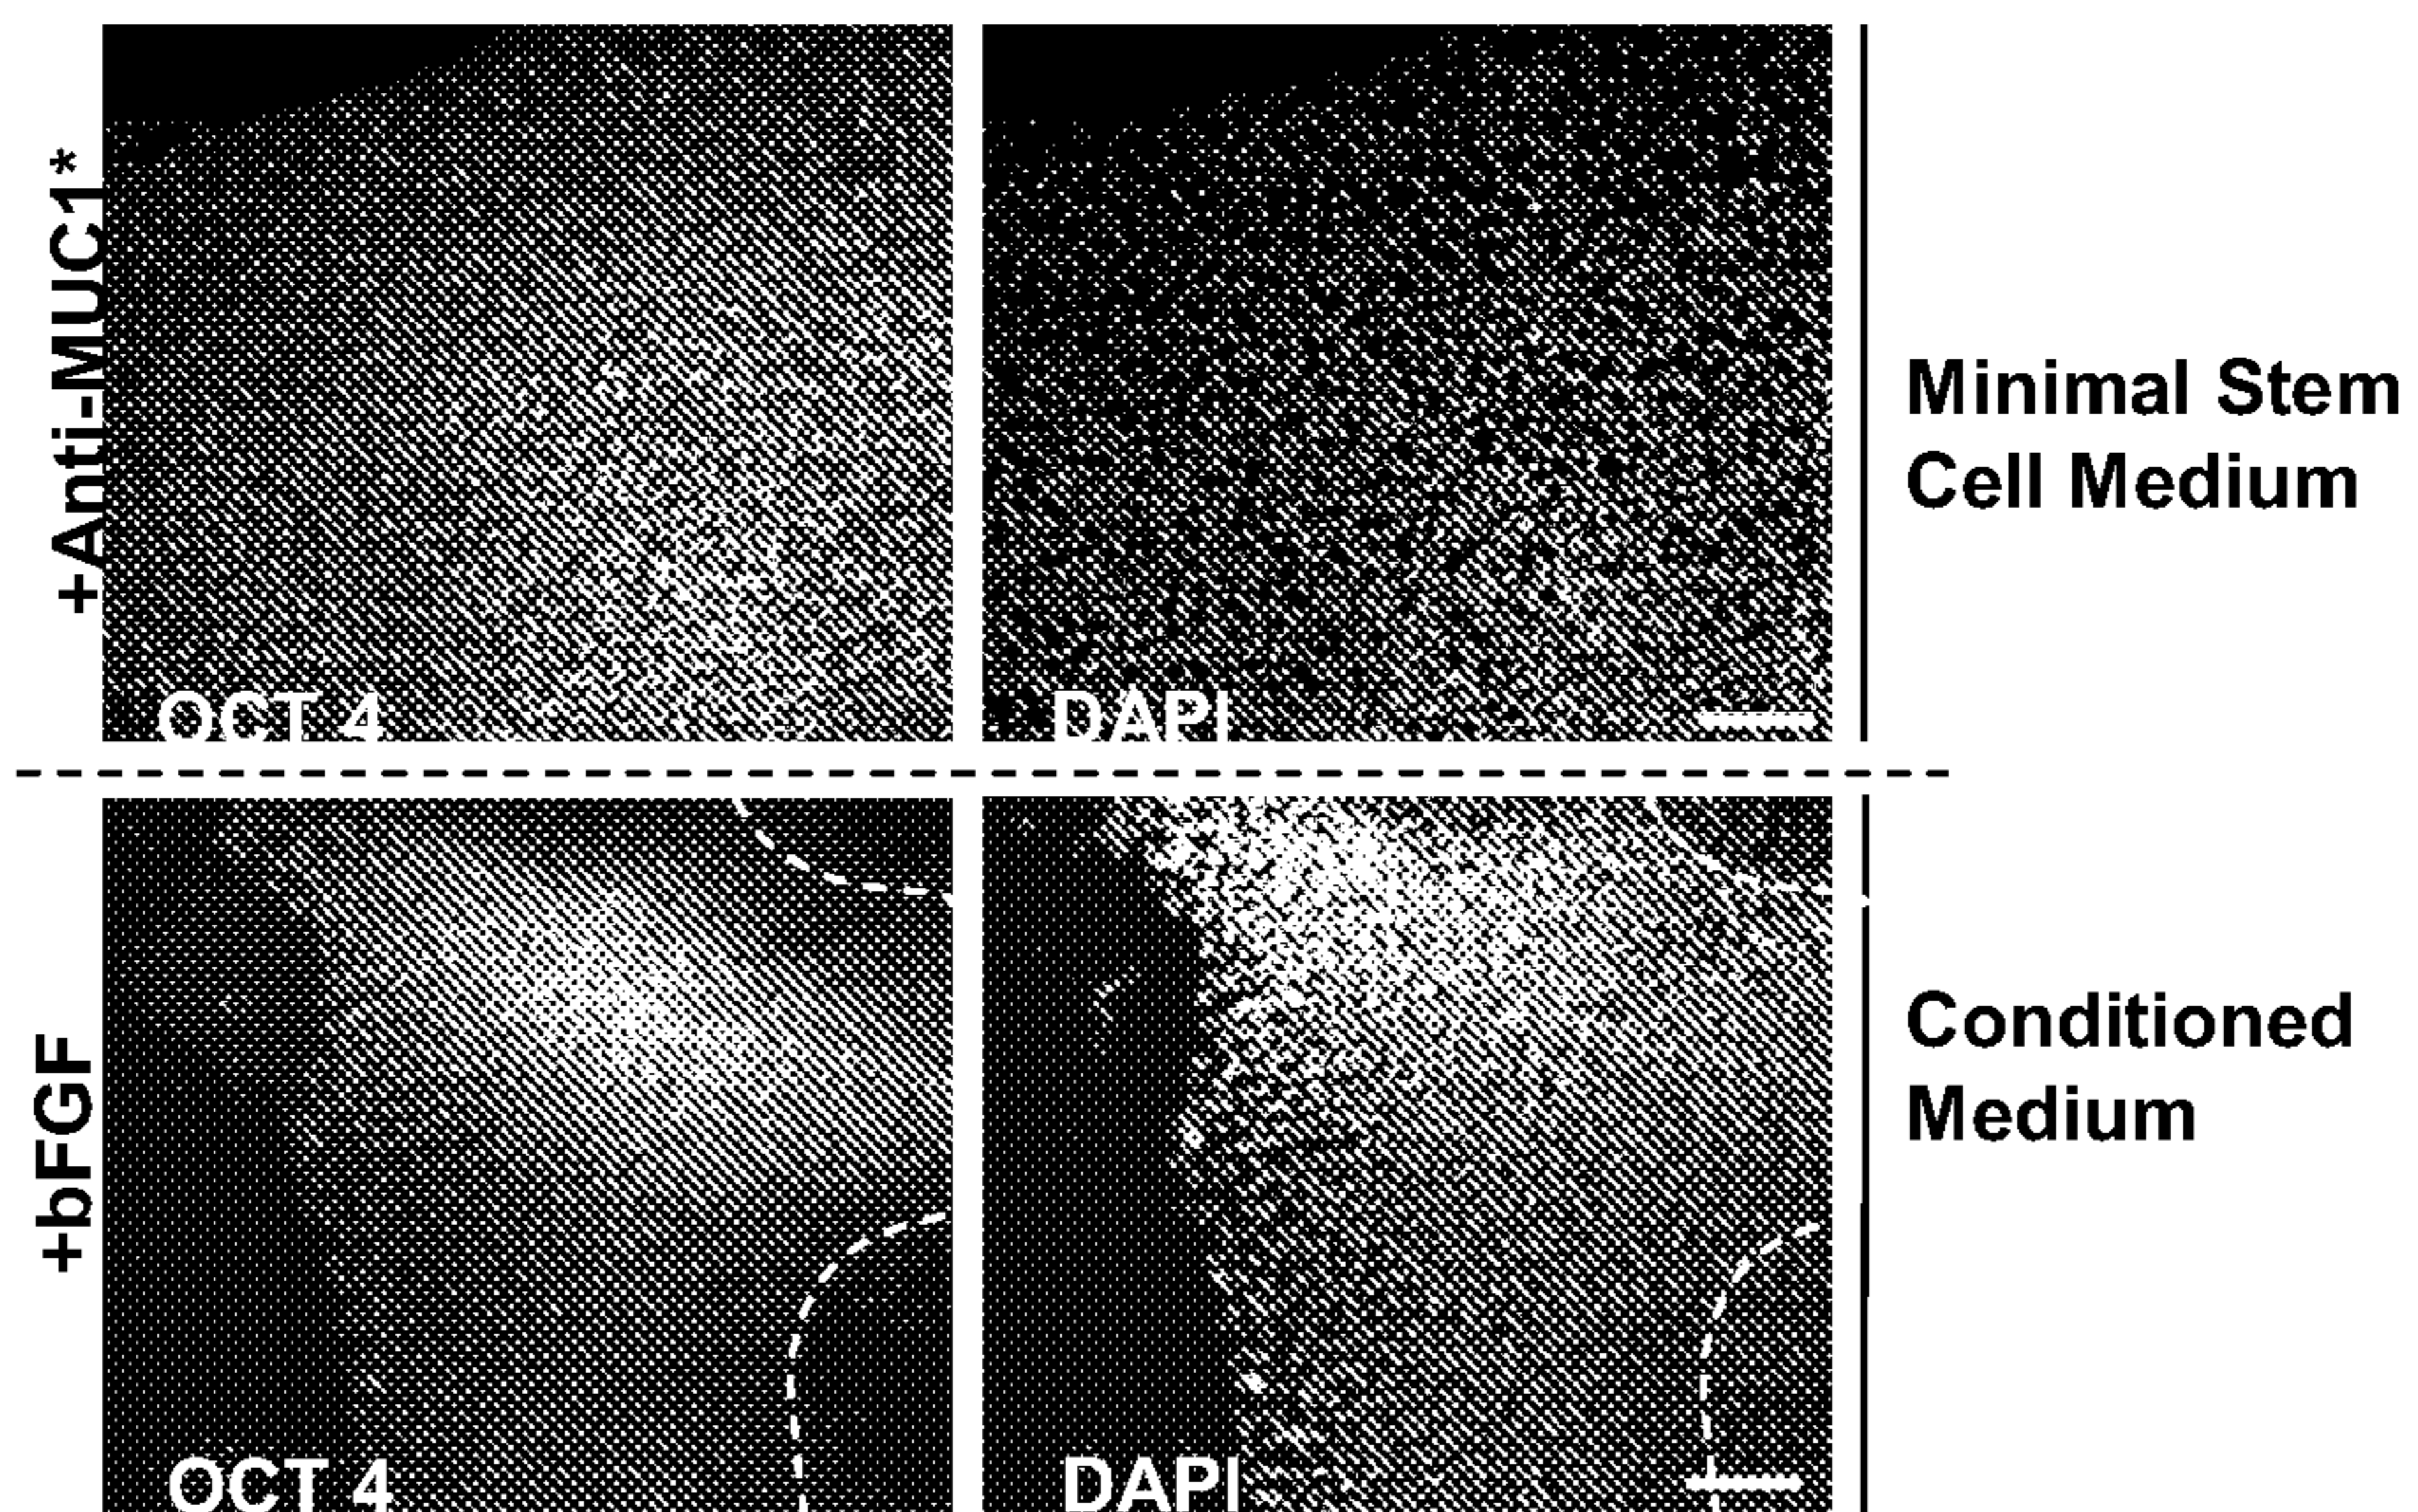 +Anti-MUC1*
OCT 4
DAPI
Minimal Stem
Cell Medium
+bFGF
OCT 4
DAPI
Conditioned
Medium